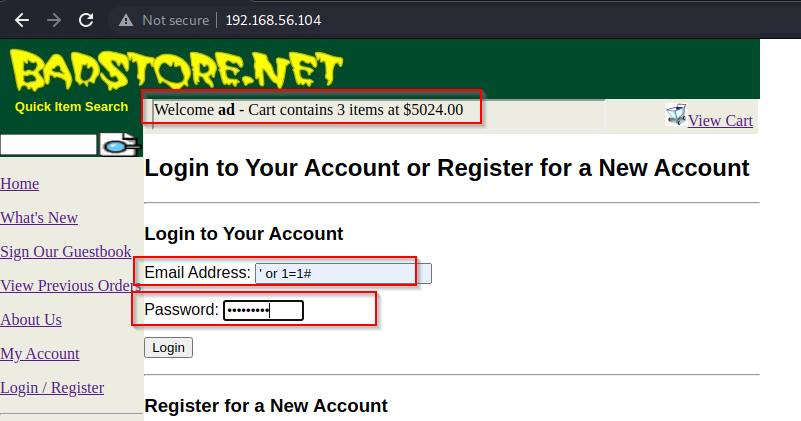 Not secure 192.168.56.104
BADSTORE.NET
Quick Item Search
Welcome ad - Cart contains 3 items at $5024.00
View Cart
Home
What's New
Sign Our Guestbook
View Previous Orders
About Us
My Account
Login / Register
Login to Your Account or Register for a New Account
Login to Your Account
Email Address: ' or 1=1#
Password: •••••••••
Login
Register for a New Account